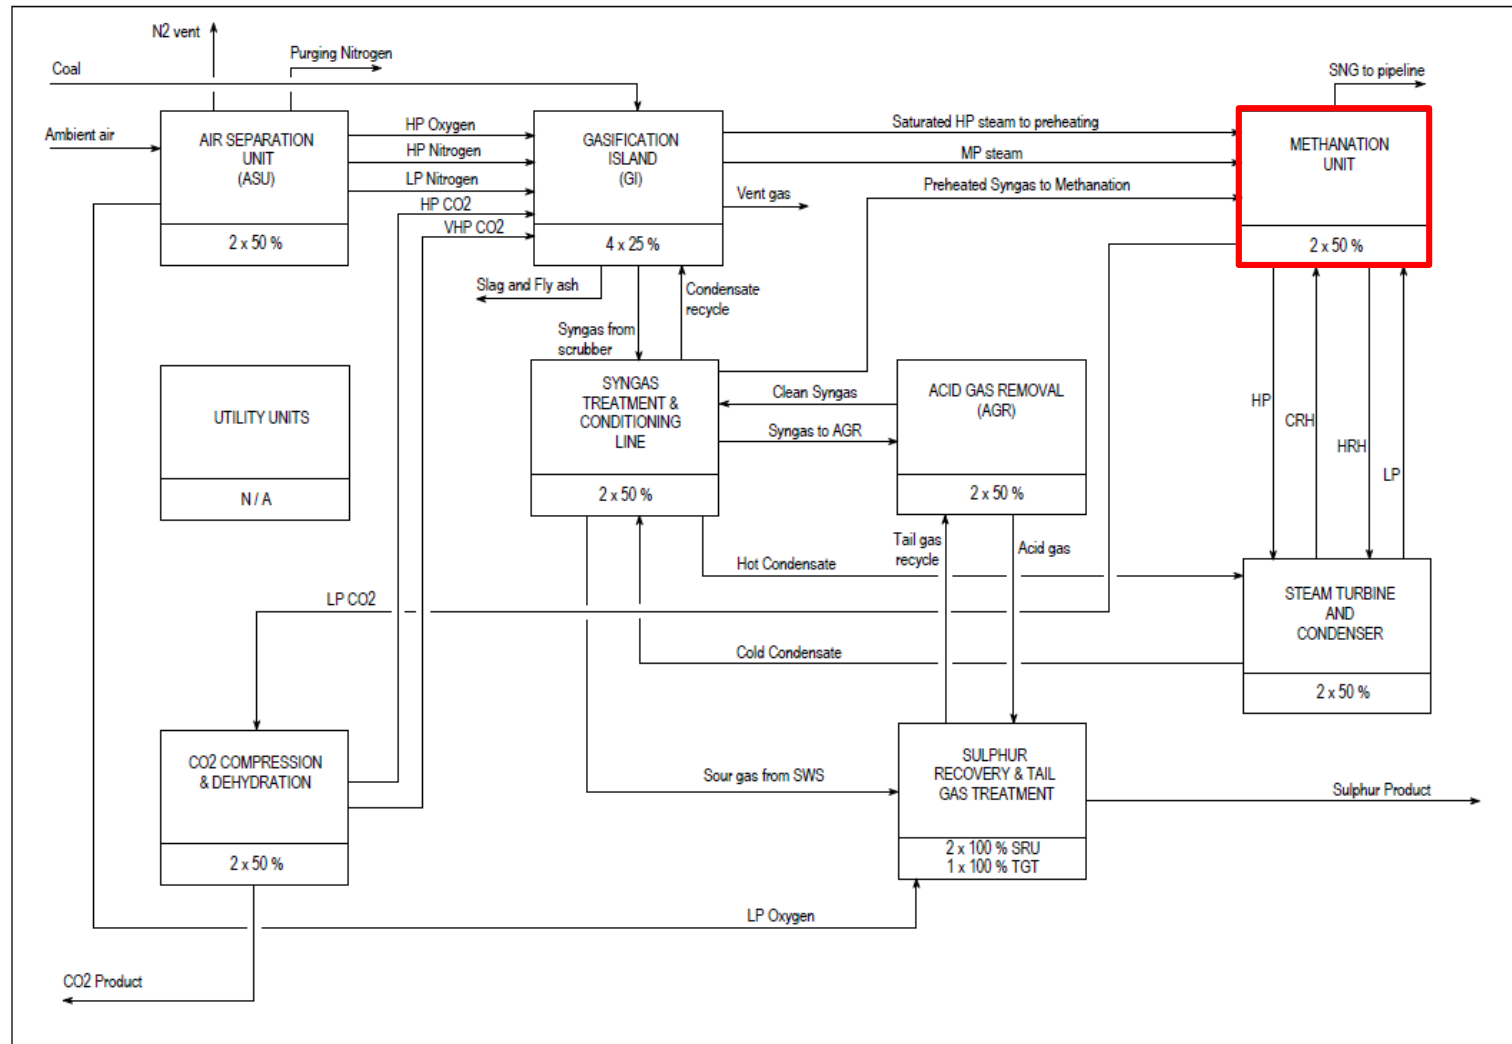 N2 vent
Purging Nitrogen
Coal
SNG to pipeline
Ambient air
AIR SEPARATION
UNIT
(ASU)
2 x 50 %
HP Oxygen
HP Nitrogen
LP Nitrogen
HP CO2
VHP CO2
GASIFICATION
ISLAND
(GI)
4 x 25 %
Saturated HP steam to preheating
MP steam
Preheated Syngas to Methanation
Vent gas
METHANATION
UNIT
2 x 50 %
Slag and Fly ash
Condensate
recycle
Syngas from
scrubber
UTILITY UNITS
N / A
SYNGAS
TREATMENT &
CONDITIONING
LINE
2 x 50 %
Clean Syngas
Syngas to AGR
ACID GAS REMOVAL
(AGR)
2 x 50 %
HP
CRH
HRH
LP
Tail gas
recycle
Acid gas
Hot Condensate
LP CO2
Cold Condensate
STEAM TURBINE
AND
CONDENSER
2 x 50 %
CO2 COMPRESSION
& DEHYDRATION
2 x 50 %
Sour gas from SWS
SULPHUR
RECOVERY & TAIL
GAS TREATMENT
2 x 100 % SRU
1 x 100 % TGT
Sulphur Product
LP Oxygen
CO2 Product